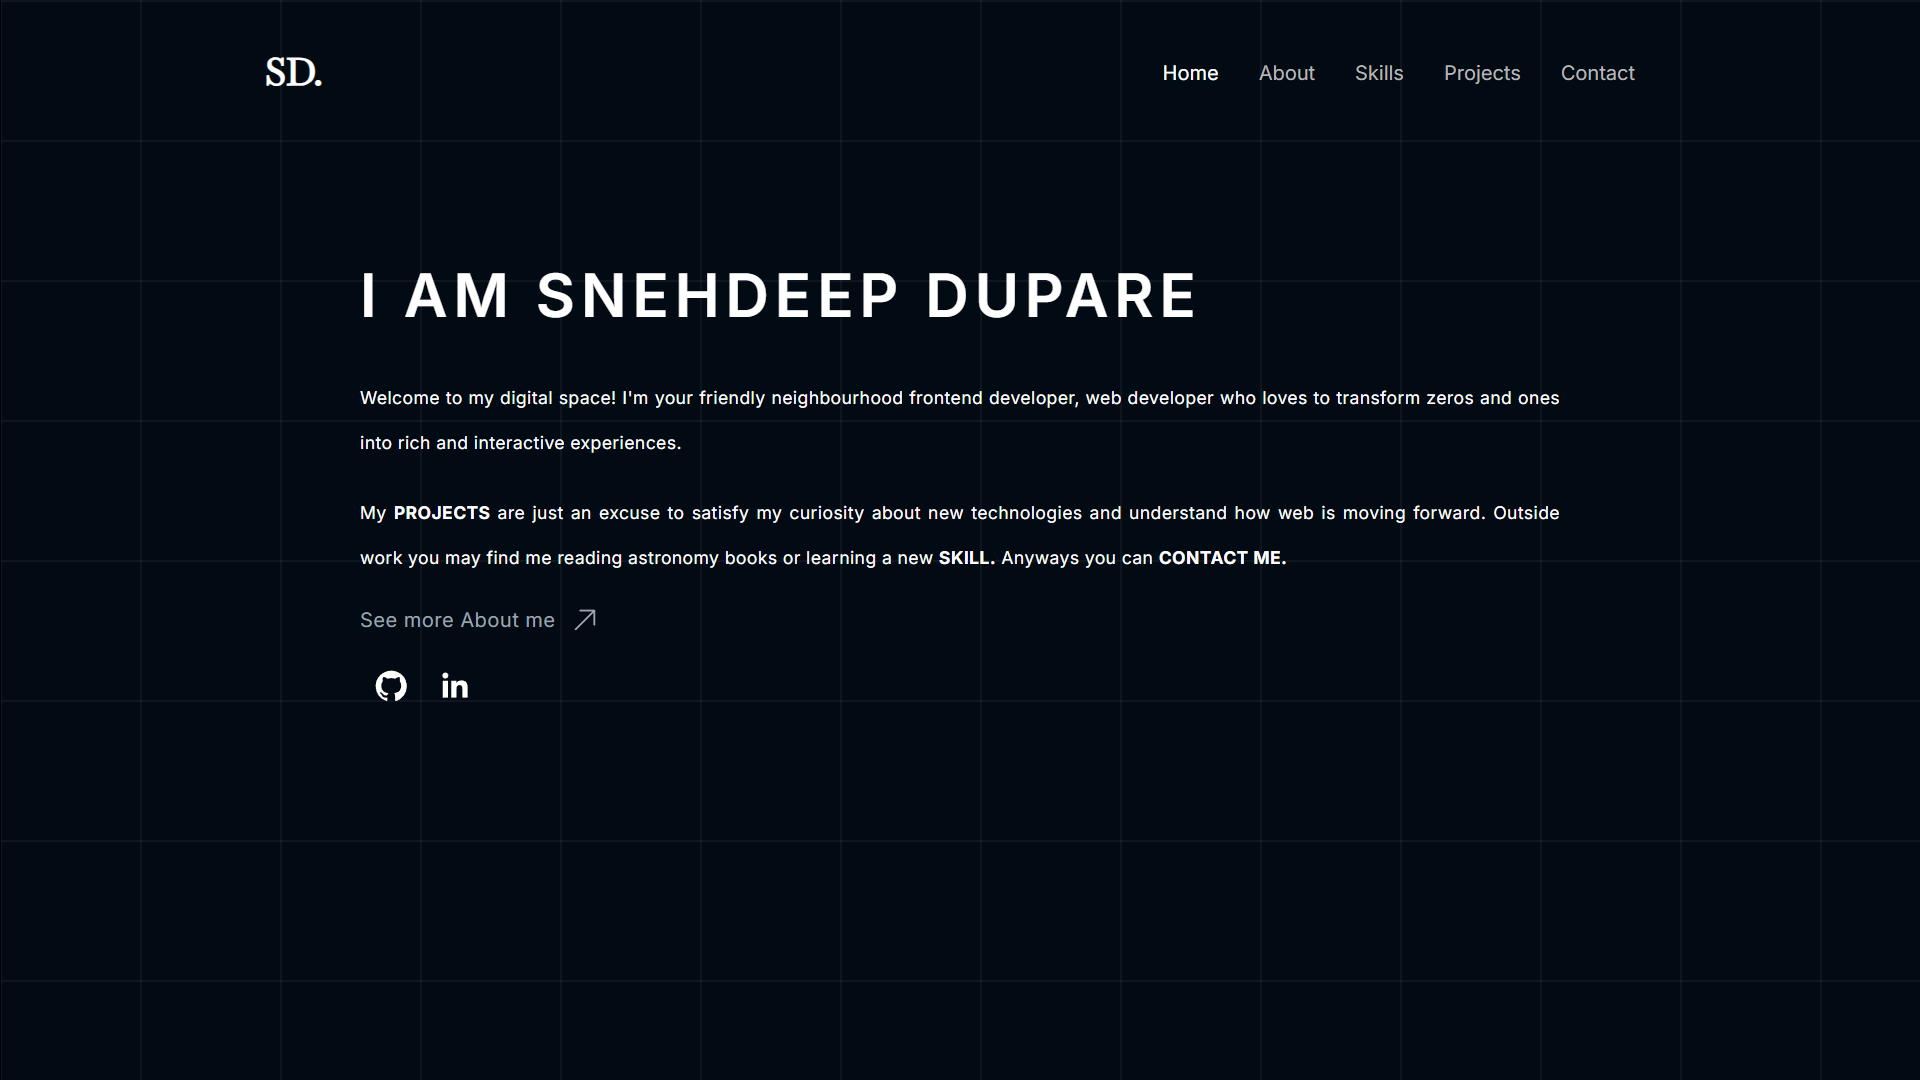 SD.
Home About Skills Projects Contact
I AM SNEHDEEP DUPARE
Welcome to my digital space! I'm your friendly neighbourhood frontend developer, web developer who loves to transform zeros and ones
into rich and interactive experiences.
My PROJECTS are just an excuse to satisfy my curiosity about new technologies and understand how web is moving forward. Outside
work you may find me reading astronomy books or learning a new SKILL. Anyways you can CONTACT ME.
See more About me
in